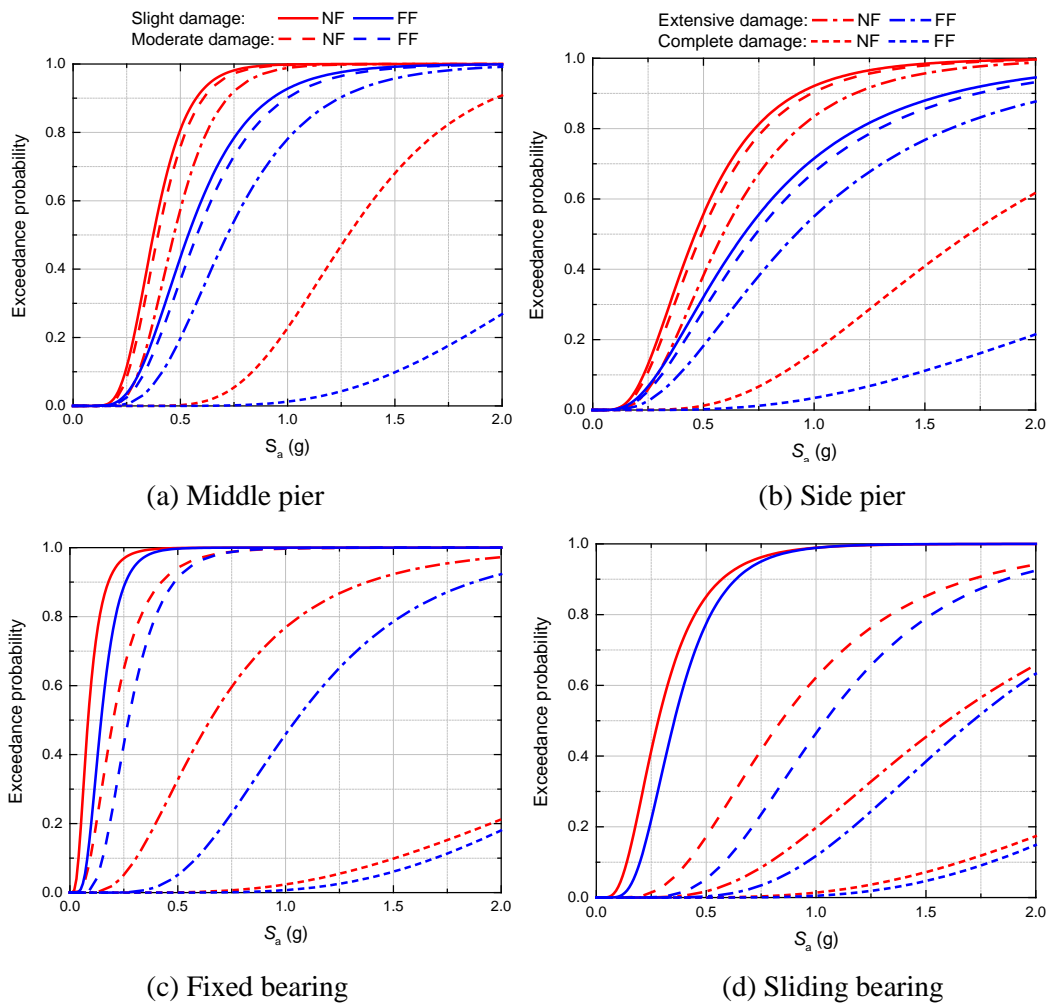 Slight damage: NF FF
Moderate damage: NF FF
Extensive damage: NF FF
Complete damage: NF FF
1.0
0.8
0.6
0.4
0.2
0.0
Exceedance probability
0.0 0.5 1.0 1.5 2.0
Sa (g)
(a) Middle pier
1.0
0.8
0.6
0.4
0.2
0.0
Exceedance probability
0.0 0.5 1.0 1.5 2.0
Sa (g)
(b) Side pier
1.0
0.8
0.6
0.4
0.2
0.0
Exceedance probability
0.0 0.5 1.0 1.5 2.0
Sa (g)
(c) Fixed bearing
1.0
0.8
0.6
0.4
0.2
0.0
Exceedance probability
0.0 0.5 1.0 1.5 2.0
Sa (g)
(d) Sliding bearing